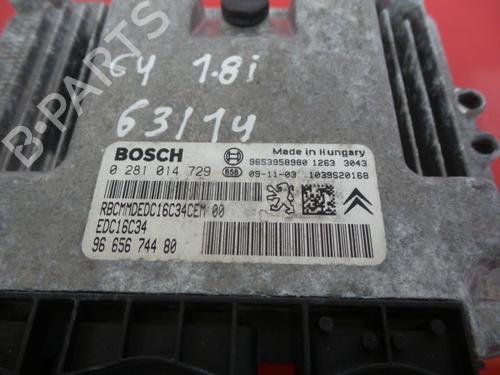 C4 1.8i
63/14
B-PARTS
BOSCH
Made in Hungary
9653958980 1263 3043
0 281 014 729
658
09-11-03 1039S20168
RBCMMDEDC16C34CEM 00
EDC16C34
96 656 744 80